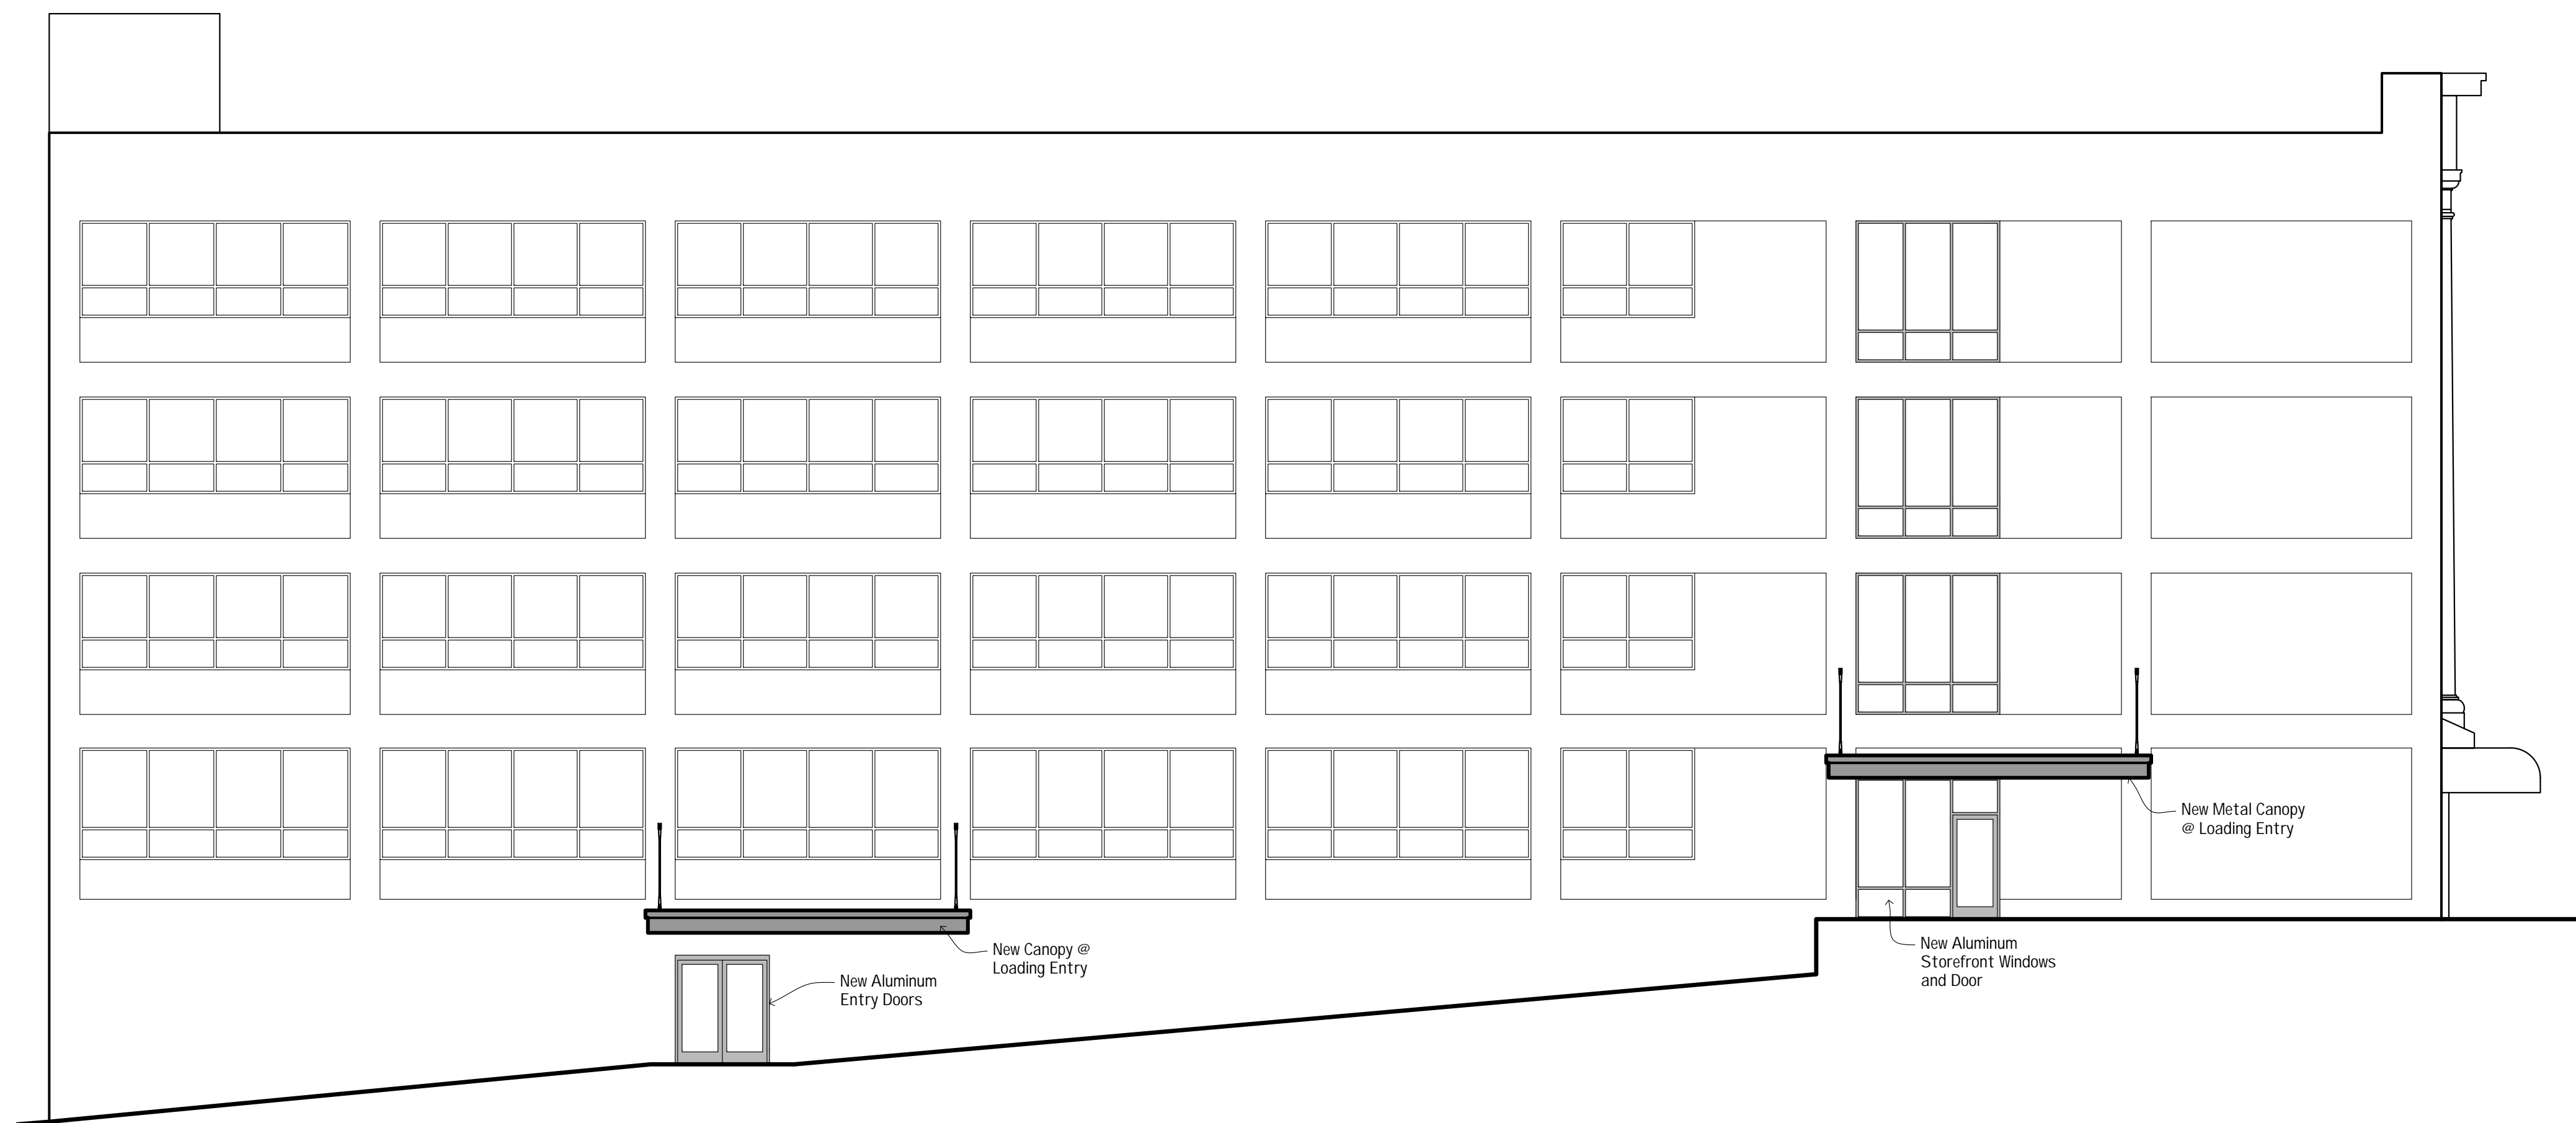 New Metal Canopy
@ Loading Entry
New Aluminum
Storefront Windows
and Door
New Canopy @
Loading Entry
New Aluminum
Entry Doors